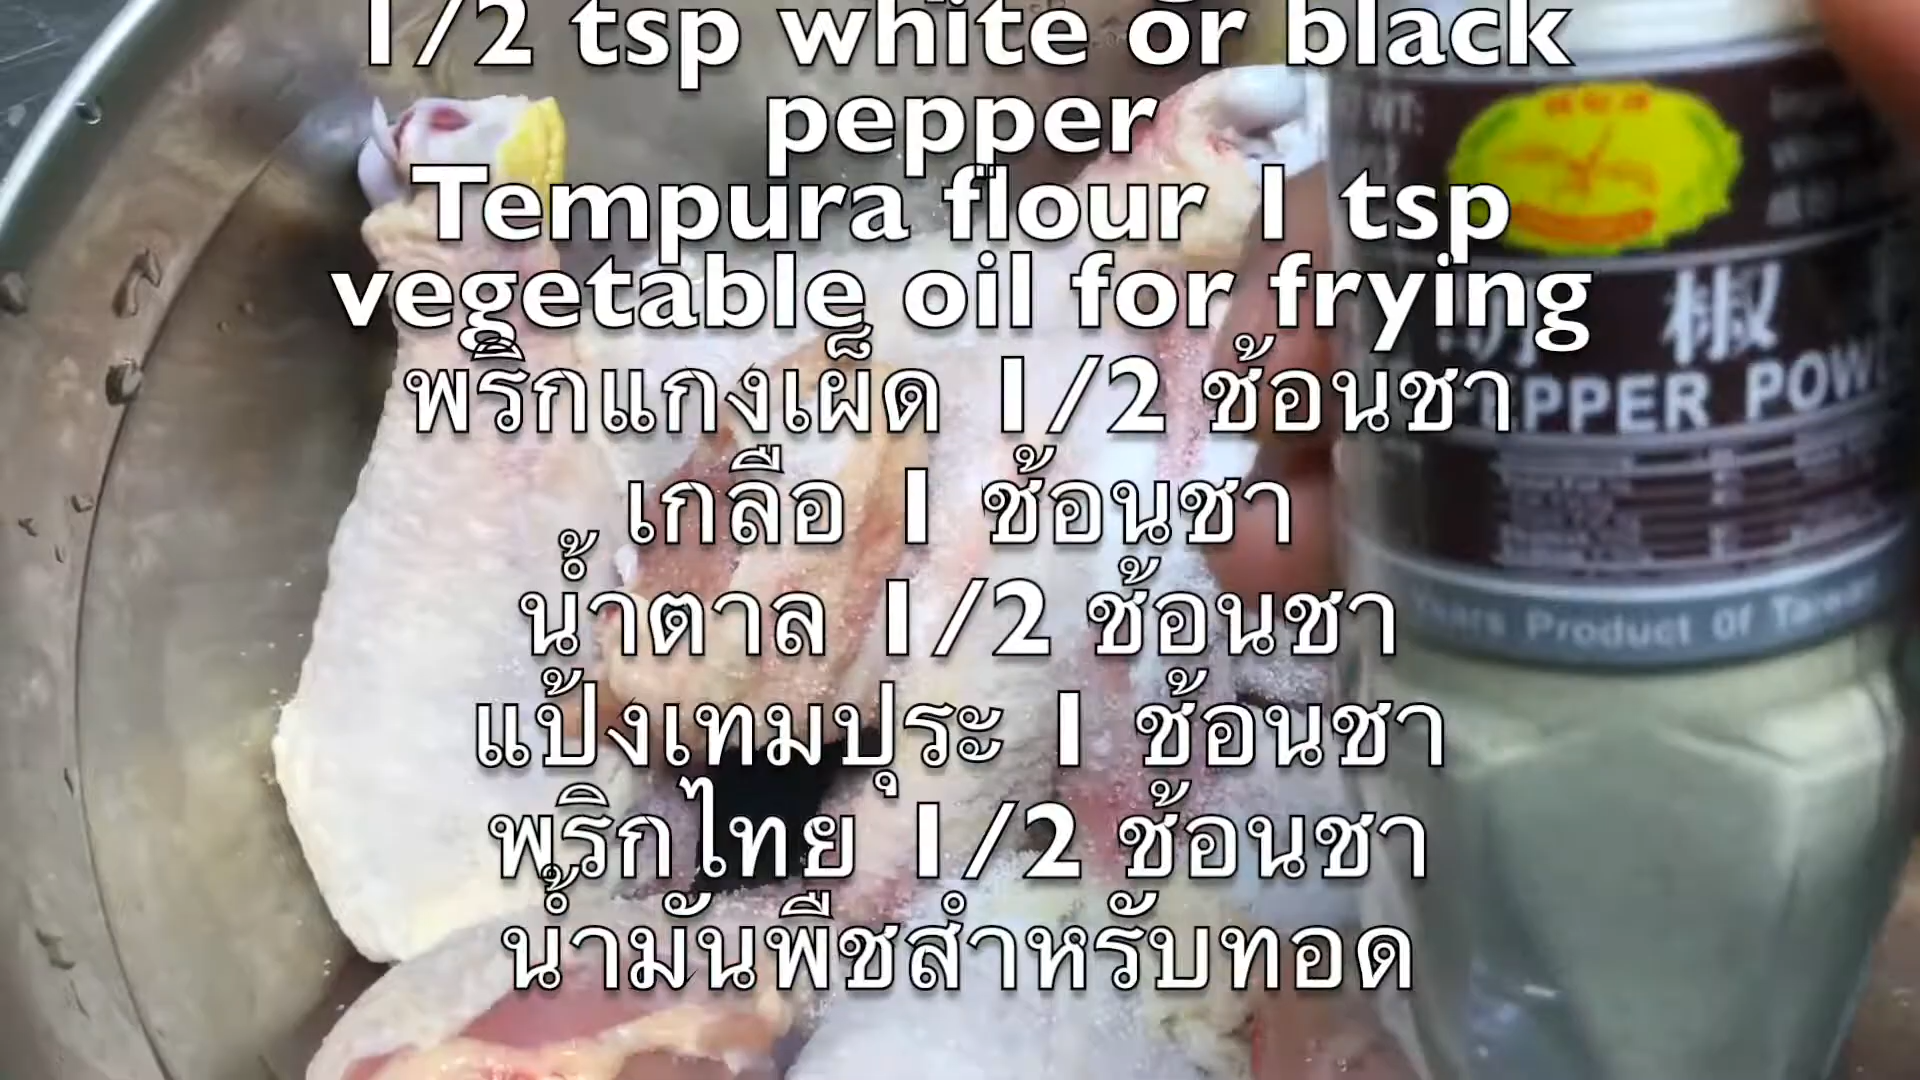 1/2 tsp white or black
pepper
Tempura flour 1 tsp
vegetable oil for frying
พริกแกงเผ็ด 1/2 ช้อนชา
เกลือ 1 ช้อนชา
น้ำตาล 1/2 ช้อนชา
แป้งเทมปุระ 1 ช้อนชา
พริกไทย 1/2 ช้อนชา
น้ำมันพืชสำหรับทอด
椒
PEPPER POW
Product Of